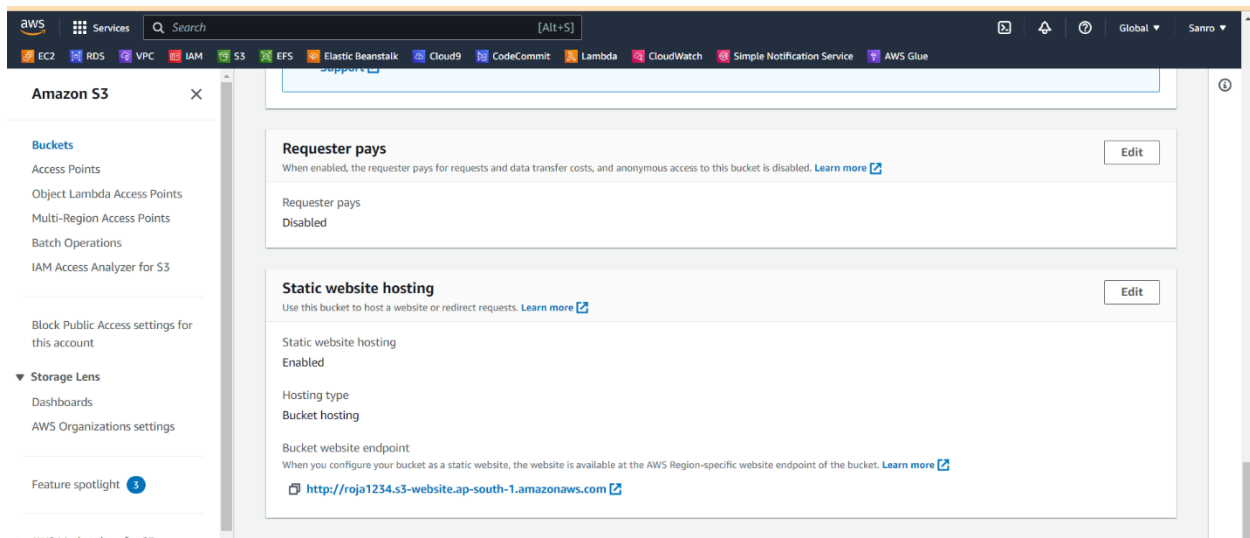 aws
Services
Search
[Alt+S]
Global
Sanro
EC2 RDS VPC IAM S3 EFS Elastic Beanstalk Cloud9 CodeCommit Lambda CloudWatch Simple Notification Service AWS Glue
Amazon S3
Buckets
Access Points
Object Lambda Access Points
Multi-Region Access Points
Batch Operations
IAM Access Analyzer for S3
Block Public Access settings for
this account
Storage Lens
Dashboards
AWS Organizations settings
Feature spotlight 3
Support
Requester pays
Edit
When enabled, the requester pays for requests and data transfer costs, and anonymous access to this bucket is disabled. Learn more
Requester pays
Disabled
Static website hosting
Edit
Use this bucket to host a website or redirect requests. Learn more
Static website hosting
Enabled
Hosting type
Bucket hosting
Bucket website endpoint
When you configure your bucket as a static website, the website is available at the AWS Region-specific website endpoint of the bucket. Learn more
http://roja1234.s3-website.ap-south-1.amazonaws.com